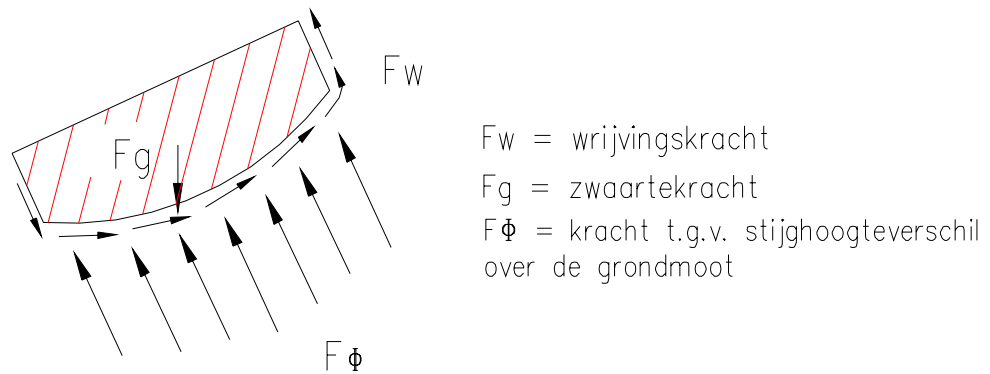 Fw
Fg
FΦ
Fw = wrijvingskracht
Fg = zwaartekracht
FΦ = kracht t.g.v. stijghoogteverschil
over de grondmoot